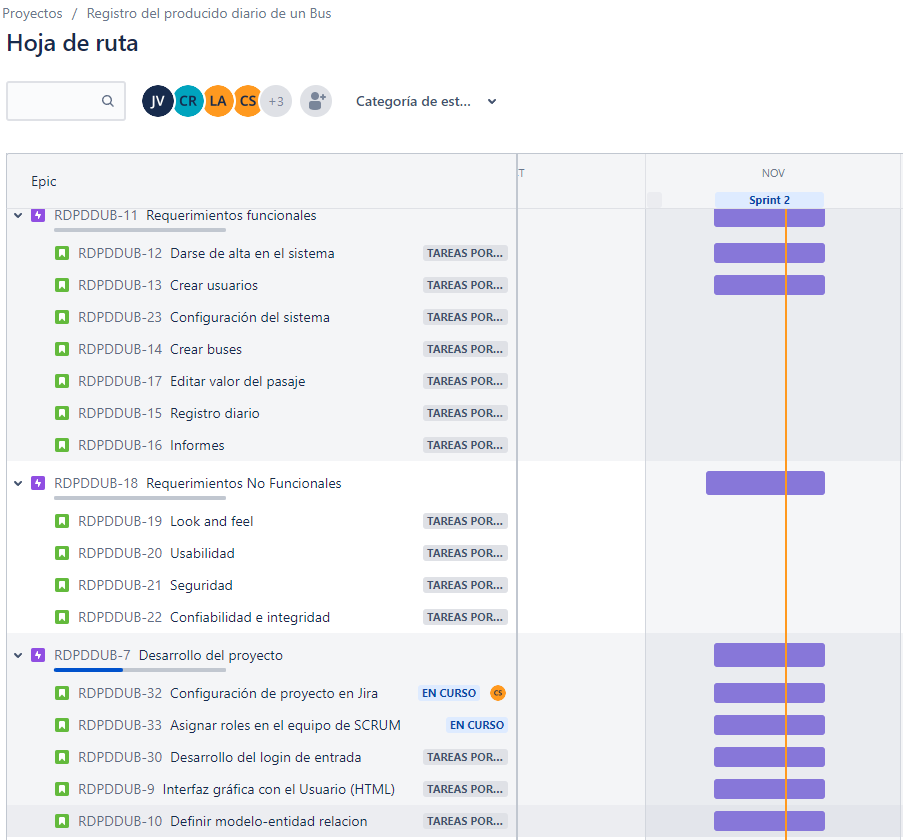 Proyectos / Registro del producido diario de un Bus
Hoja de ruta
JV CR LA CS +3 Categoría de est...
Epic
T
NOV
Sprint 2
RDPDDUB-11 Requerimientos funcionales
RDPDDUB-12 Darse de alta en el sistema TAREAS POR...
RDPDDUB-13 Crear usuarios TAREAS POR...
RDPDDUB-23 Configuración del sistema TAREAS POR...
RDPDDUB-14 Crear buses TAREAS POR...
RDPDDUB-17 Editar valor del pasaje TAREAS POR...
RDPDDUB-15 Registro diario TAREAS POR...
RDPDDUB-16 Informes TAREAS POR...
RDPDDUB-18 Requerimientos No Funcionales
RDPDDUB-19 Look and feel TAREAS POR...
RDPDDUB-20 Usabilidad TAREAS POR...
RDPDDUB-21 Seguridad TAREAS POR...
RDPDDUB-22 Confiabilidad e integridad TAREAS POR...
RDPDDUB-7 Desarrollo del proyecto
RDPDDUB-32 Configuración de proyecto en Jira EN CURSO CS
RDPDDUB-33 Asignar roles en el equipo de SCRUM EN CURSO
RDPDDUB-30 Desarrollo del login de entrada TAREAS POR...
RDPDDUB-9 Interfaz gráfica con el Usuario (HTML) TAREAS POR...
RDPDDUB-10 Definir modelo-entidad relacion TAREAS POR...